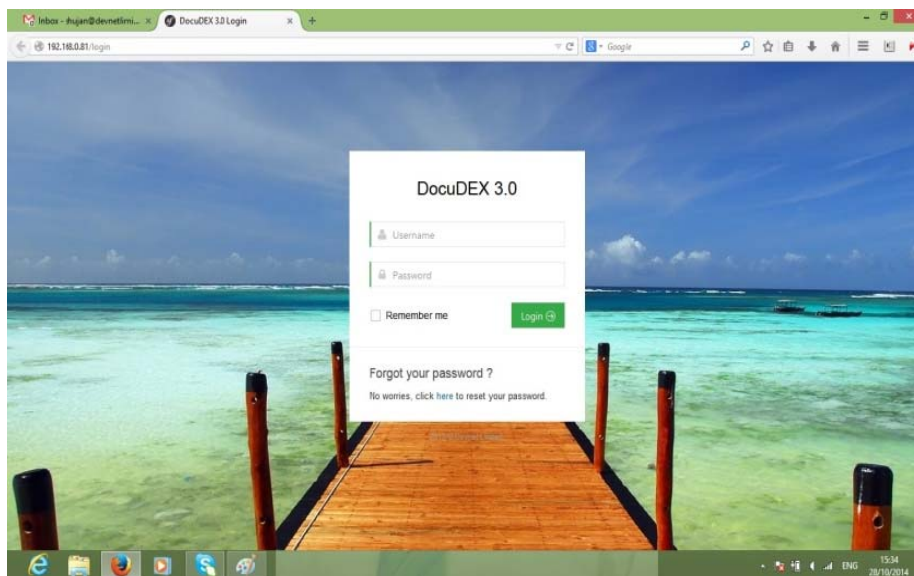 Inbox - rhujan@devnetlimi...
DocuDEX 3.0 Login
192.168.0.81/login
Google
DocuDEX 3.0
Username
Password
Remember me
Login
Forgot your password ?
No worries, click here to reset your password.
ENG
15:34
28/10/2014